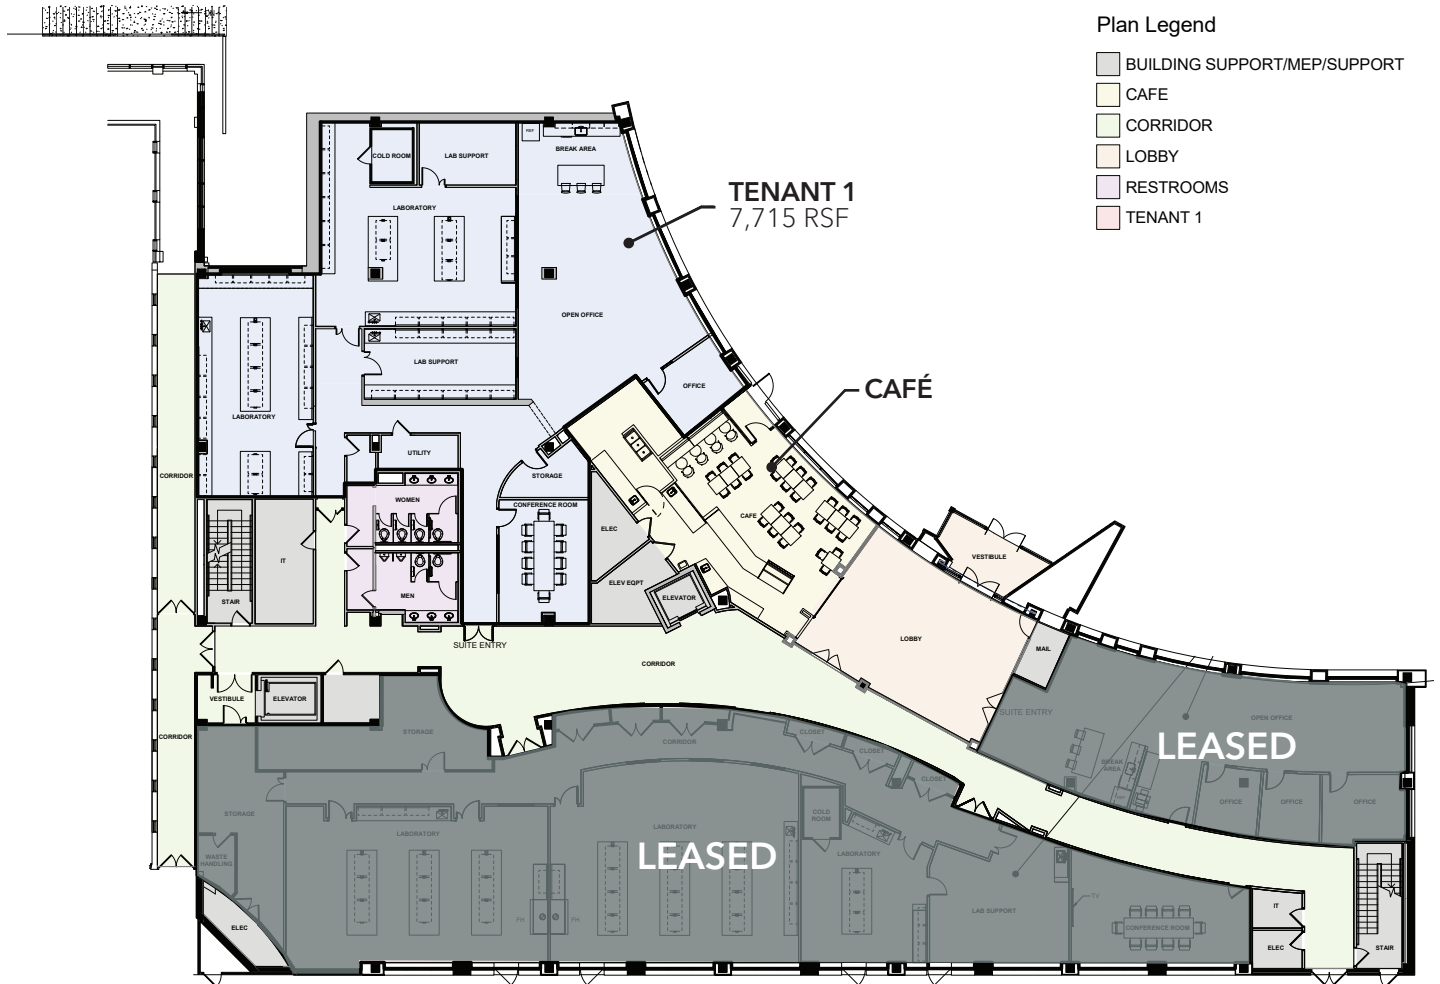 Plan Legend
BUILDING SUPPORT/MEP/SUPPORT
CAFE
CORRIDOR
LOBBY
RESTROOMS
TENANT 1
REF
BREAK AREA
COLD ROOM
LAB SUPPORT
TENANT 1
7,715 RSF
LABORATORY
OPEN OFFICE
LAB SUPPORT
OFFICE
CAFÉ
LABORATORY
UTILITY
CORRIDOR
STORAGE
WOMEN
CONFERENCE ROOM
CAFE
ELEC
IT
VESTIBULE
ELEV EQPT
STAIR
MEN
ELEVATOR
LOBBY
SUITE ENTRY
MAIL
CORRIDOR
VESTIBULE
ELEVATOR
SUITE ENTRY
OPEN OFFICE
CORRIDOR
STORAGE
CORRIDOR
CLOSET
CLOSET
LEASED
BREAK
AREA
CLOSET
OFFICE
OFFICE
OFFICE
STORAGE
COLD
ROOM
LABORATORY
LABORATORY
LEASED
LABORATORY
WASTE
HANDLING
TV
IT
LAB SUPPORT
FH
FH
CONFERENCE ROOM
ELEC
ELEC
STAIR